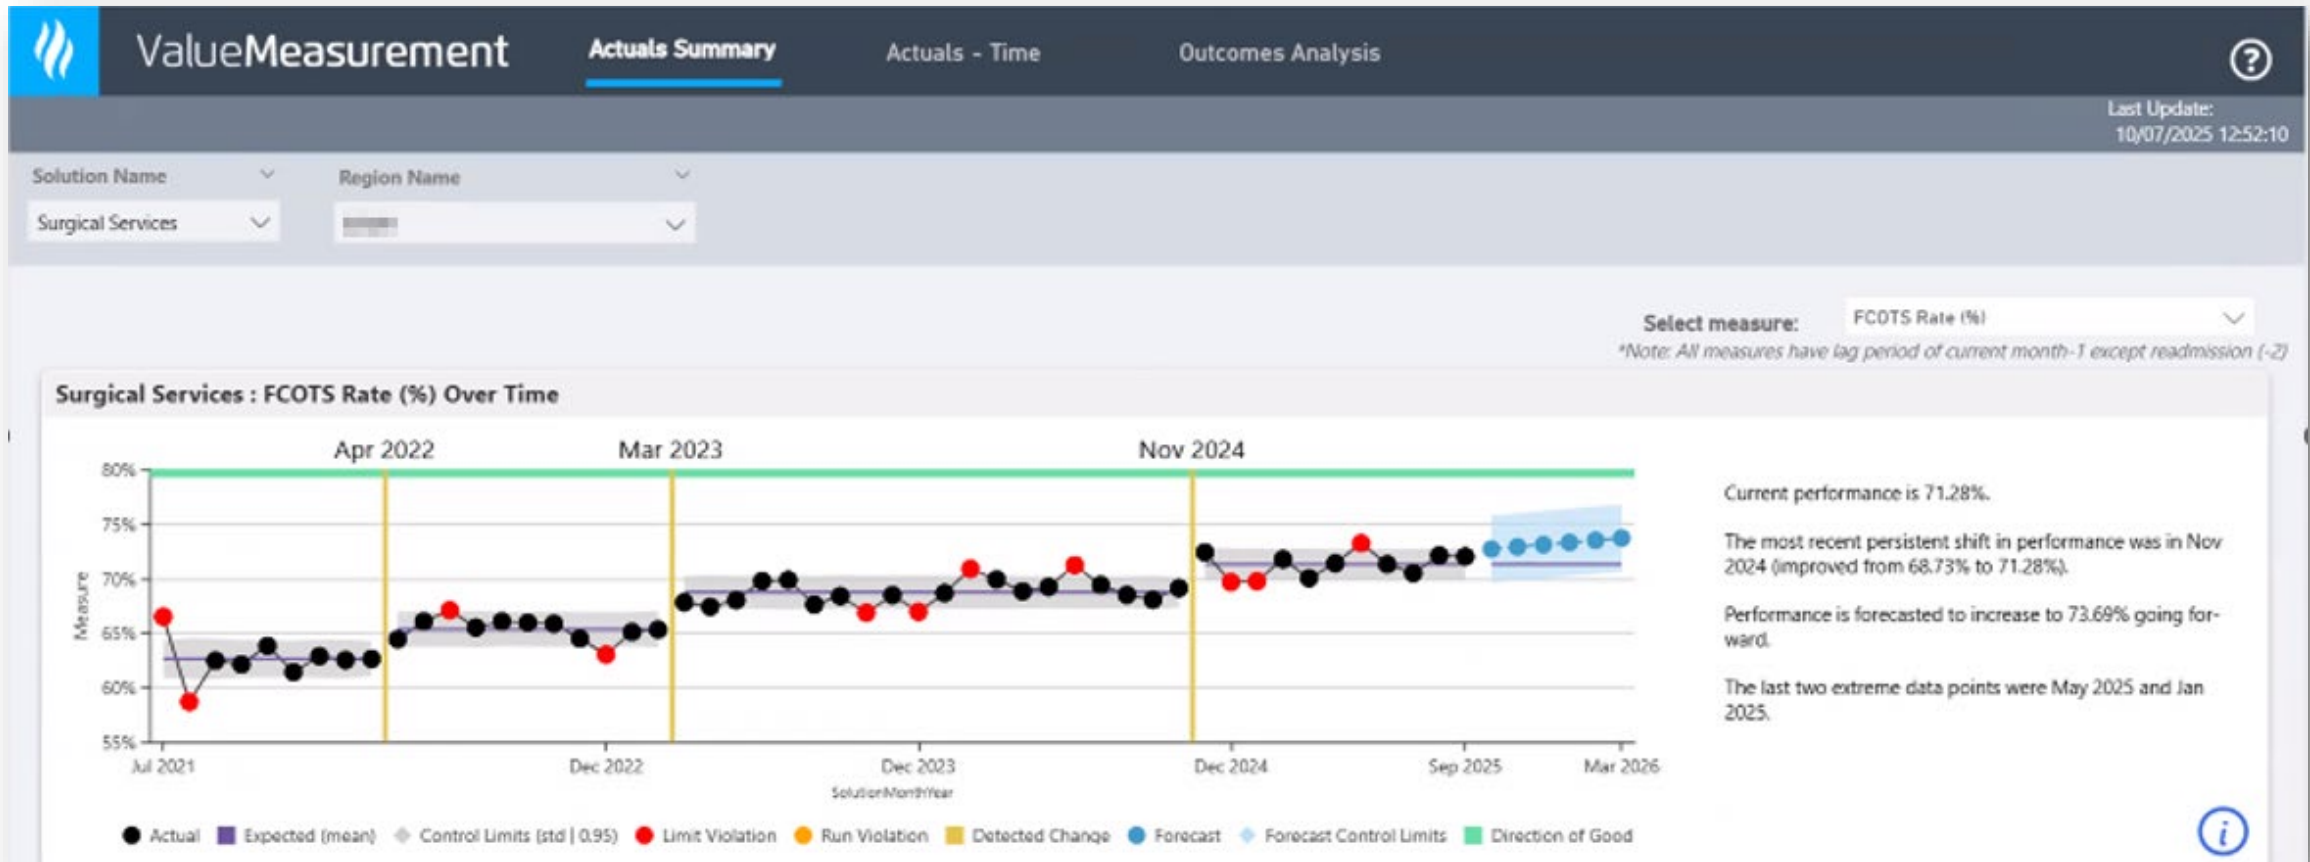 ValueMeasurement Actuals Summary Actuals - Time Outcomes Analysis ?
Last Update:
10/07/2025 12:52:10
Solution Name Region Name
Surgical Services
Select measure: FCOTS Rate (%)
*Note: All measures have lag period of current month-1 except readmission (-2)
Surgical Services : FCOTS Rate (%) Over Time
Apr 2022 Mar 2023 Nov 2024
80%
75%
70%
65%
60%
55%
Measure
Jul 2021 Dec 2022 Dec 2023 Dec 2024 Sep 2025 Mar 2026
SolutionMonthYear
Actual Expected (mean) Control Limits (std | 0.95) Limit Violation Run Violation Detected Change Forecast Forecast Control Limits Direction of Good
Current performance is 71.28%.
The most recent persistent shift in performance was in Nov
2024 (improved from 68.73% to 71.28%).
Performance is forecasted to increase to 73.69% going for-
ward.
The last two extreme data points were May 2025 and Jan
2025.
i